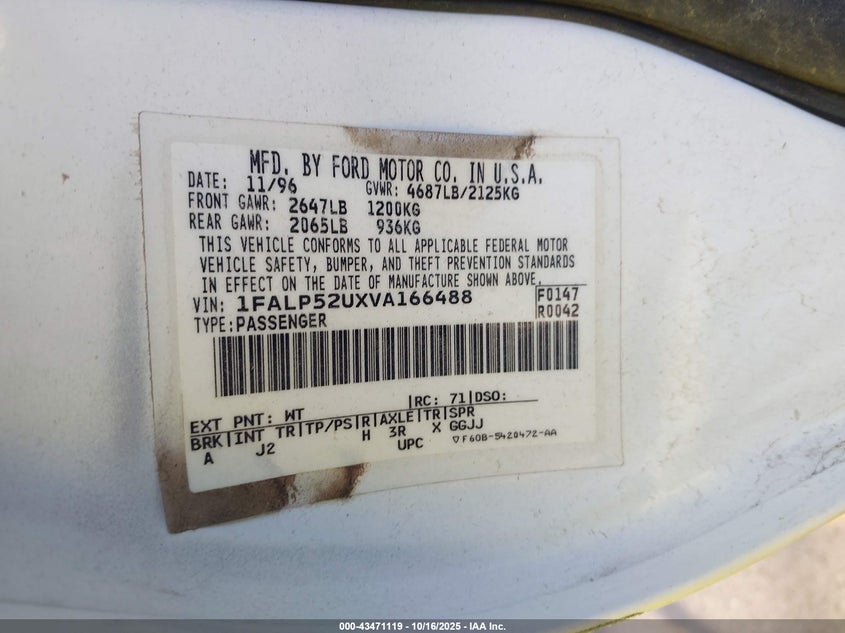 MFD. BY FORD MOTOR CO. IN U.S.A.
DATE: 11/96 GVWR: 4687LB/2125KG
FRONT GAWR: 2647LB 1200KG
REAR GAWR: 2065LB 936KG
THIS VEHICLE CONFORMS TO ALL APPLICABLE FEDERAL MOTOR
VEHICLE SAFETY, BUMPER, AND THEFT PREVENTION STANDARDS
IN EFFECT ON THE DATE OF MANUFACTURE SHOWN ABOVE.
VIN: 1FALP52UXVA166488 F0147
TYPE:PASSENGER R0042
EXT PNT: WT |RC: 71|DSO:
BRK|INT TR|TP/PS|R|AXLE|TR|SPR
A J2 H 3R X GGJJ
UPC ▽F60B-5420472-AA
000-43471119 - 10/16/2025 - IAA Inc.